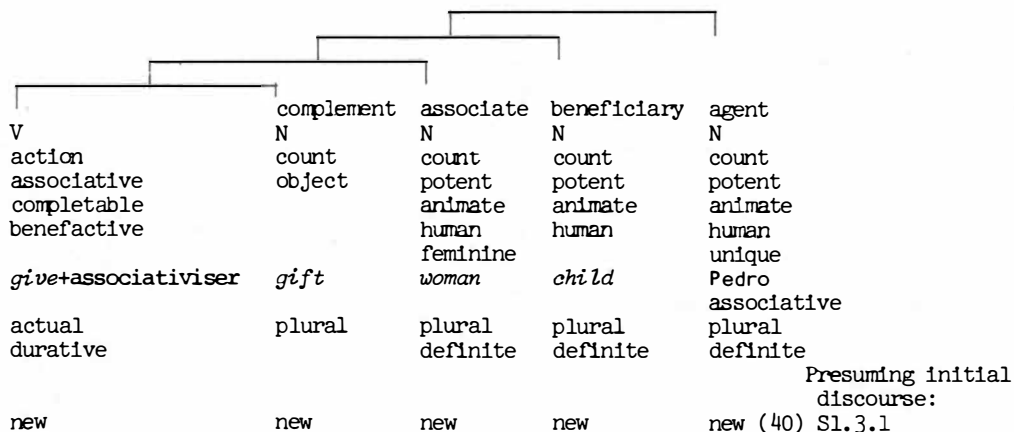 complement associate beneficiary agent
V N N N N
action count count count count
associative object potent potent potent
completable animate animate animate
benefactive human human human
feminine unique
give+associativiser gift woman child Pedro
associative
actual plural plural plural plural
durative definite definite definite
Presuming initial
discourse:
new new new new new (40) S1.3.1